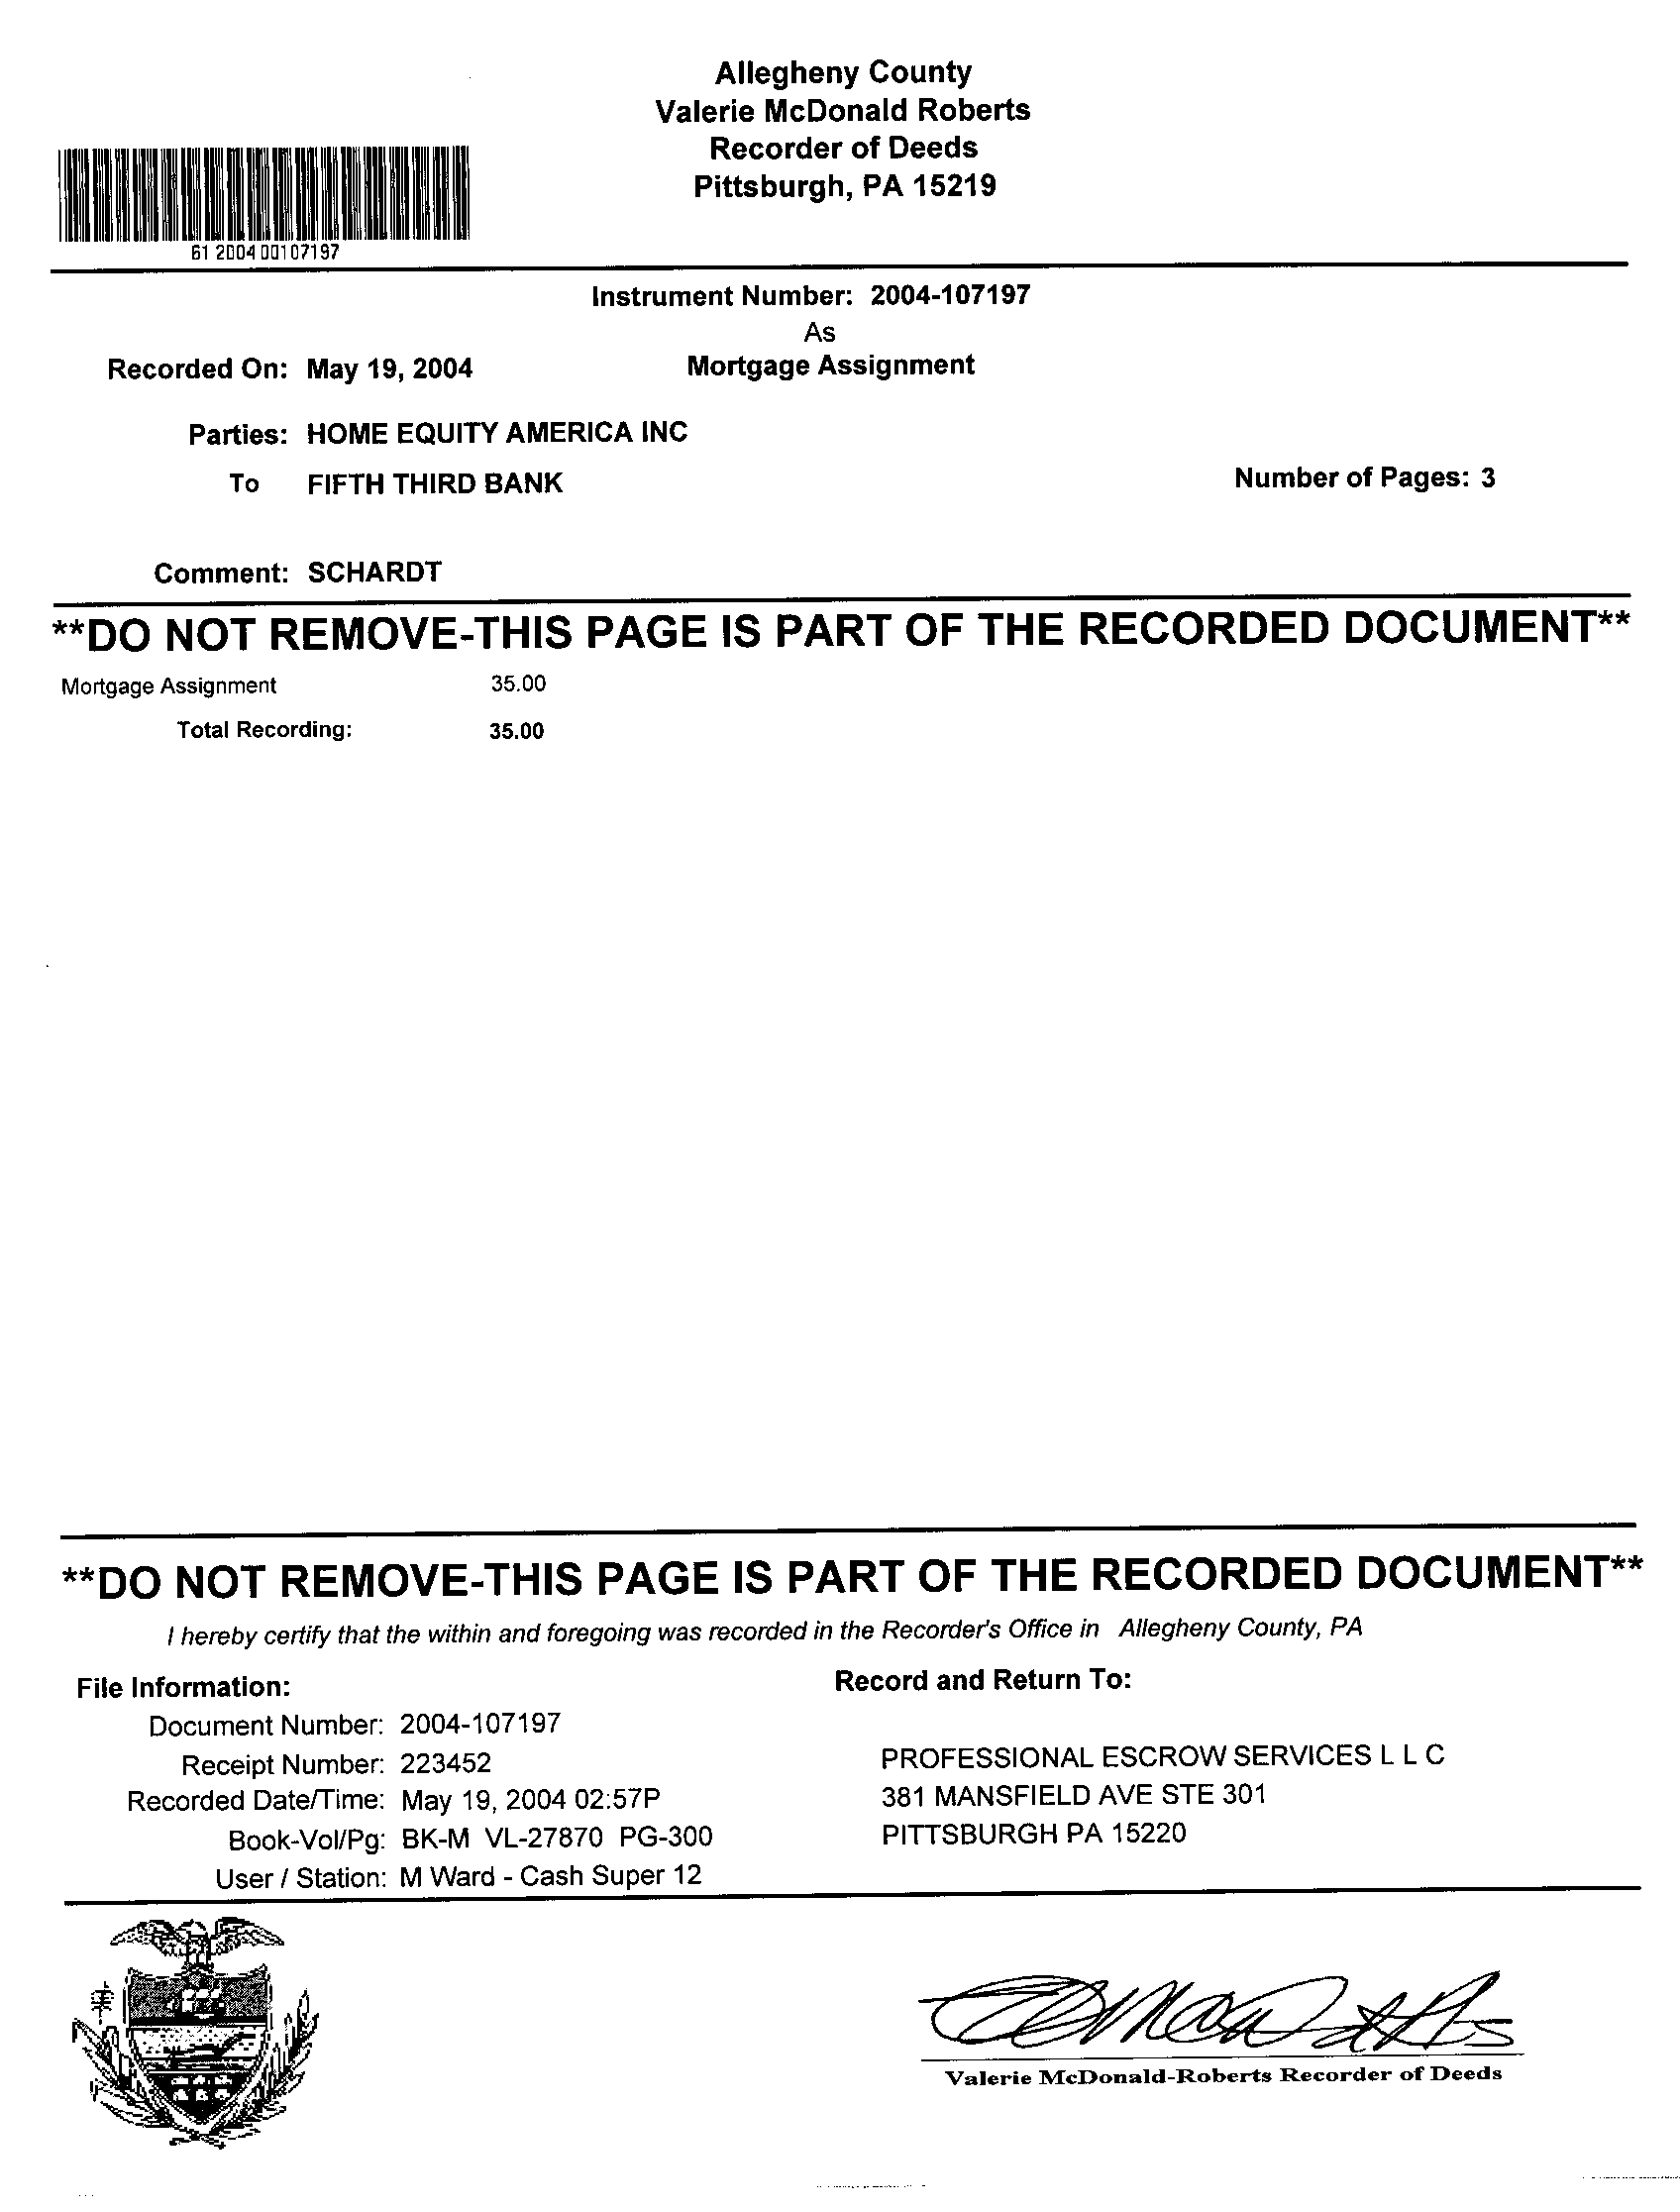 Allegheny County
Valerie McDonald Roberts
Recorder of Deeds
Pittsburgh, PA 15219
61 2004 00107197
Instrument Number: 2004-107197
As
Recorded On: May 19, 2004 Mortgage Assignment
Parties: HOME EQUITY AMERICA INC
To FIFTH THIRD BANK Number of Pages: 3
Comment: SCHARDT
**DO NOT REMOVE-THIS PAGE IS PART OF THE RECORDED DOCUMENT**
Mortgage Assignment 35.00
Total Recording: 35.00
**DO NOT REMOVE-THIS PAGE IS PART OF THE RECORDED DOCUMENT**
I hereby certify that the within and foregoing was recorded in the Recorder's Office in Allegheny County, PA
File Information: Record and Return To:
Document Number: 2004-107197
Receipt Number: 223452 PROFESSIONAL ESCROW SERVICES L L C
Recorded Date/Time: May 19, 2004 02:57P 381 MANSFIELD AVE STE 301
Book-Vol/Pg: BK-M VL-27870 PG-300 PITTSBURGH PA 15220
User / Station: M Ward - Cash Super 12
Valerie McDonald-Roberts Recorder of Deeds